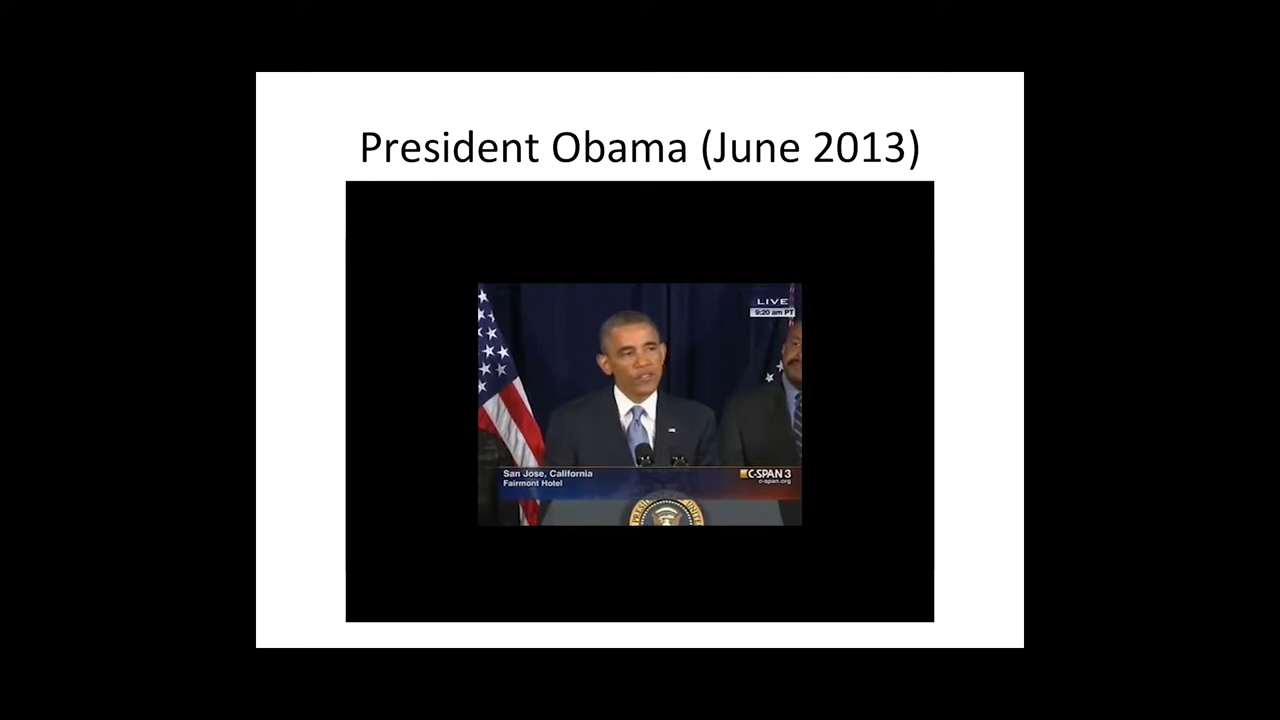 President Obama (June 2013)
LIVE
9:20 am PT
San Jose, California
Fairmont Hotel
C-SPAN 3
c-span.org